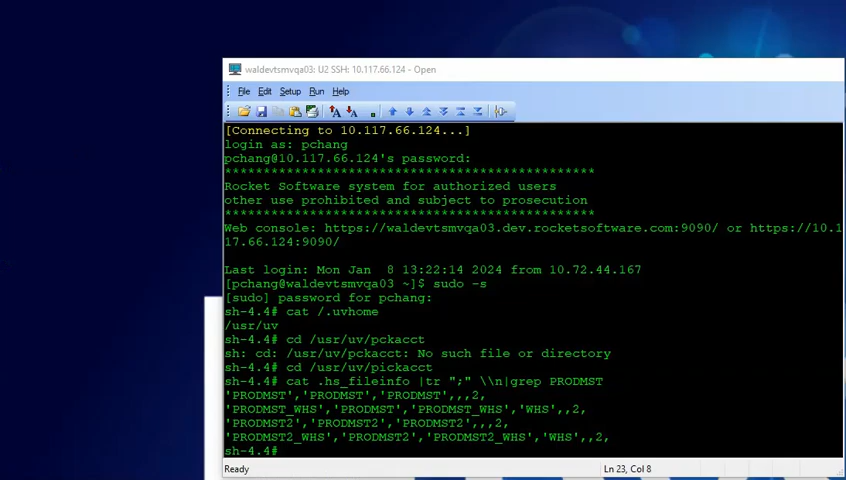 waldevtsmvqa03: U2 SSH: 10.117.66.124 - Open
File Edit Setup Run Help
[Connecting to 10.117.66.124...]
login as: pchang
pchang@10.117.66.124's password:
************************************************
Rocket Software system for authorized users
other use prohibited and subject to prosecution
************************************************
Web console: https://waldevtsmvqa03.dev.rocketsoftware.com:9090/ or https://10.1
17.66.124:9090/
Last login: Mon Jan  8 13:22:14 2024 from 10.72.44.167
[pchang@waldevtsmvqa03 ~]$ sudo -s
[sudo] password for pchang:
sh-4.4# cat /.uvhome
/usr/uv
sh-4.4# cd /usr/uv/pckacct
sh: cd: /usr/uv/pckacct: No such file or directory
sh-4.4# cd /usr/uv/pickacct
sh-4.4# cat .hs_fileinfo |tr ";" \\n|grep PRODMST
'PRODMST','PRODMST','PRODMST',,,2,
'PRODMST_WHS','PRODMST','PRODMST_WHS','WHS',,2,
'PRODMST2','PRODMST2','PRODMST2',,,2,
'PRODMST2_WHS','PRODMST2','PRODMST2_WHS','WHS',,2,
sh-4.4#
Ready Ln 23, Col 8